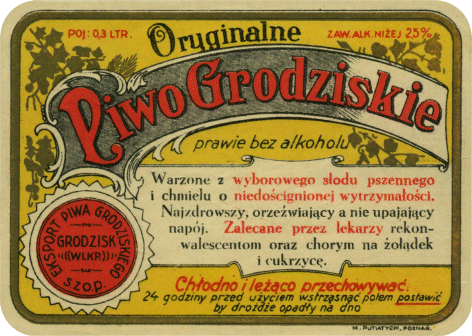 POJ: 0,3 LTR.
Oryginalne
ZAW. ALK. NIŻEJ 2,5%
Piwo Grodziskie
prawie bez alkoholu
Warzone z wyborowego słodu pszennego
i chmielu o niedoścignionej wytrzymałości.
Najzdrowszy, orzeźwiający a nie upajający
napój. Zalecane przez lekarzy rekon-
walescentom oraz chorym na żołądek
i cukrzycę.
EKSPORT PIWA GRODZISKIEGO
GRODZISK
(WLKP.)
S.Z.O.P.
Chłodno i leżąco przechowywać.
24 godziny przed użyciem wstrząsnąć potem postawić
by drożdże opadły na dno
M. PUTIATYCKI, POZNAŃ.